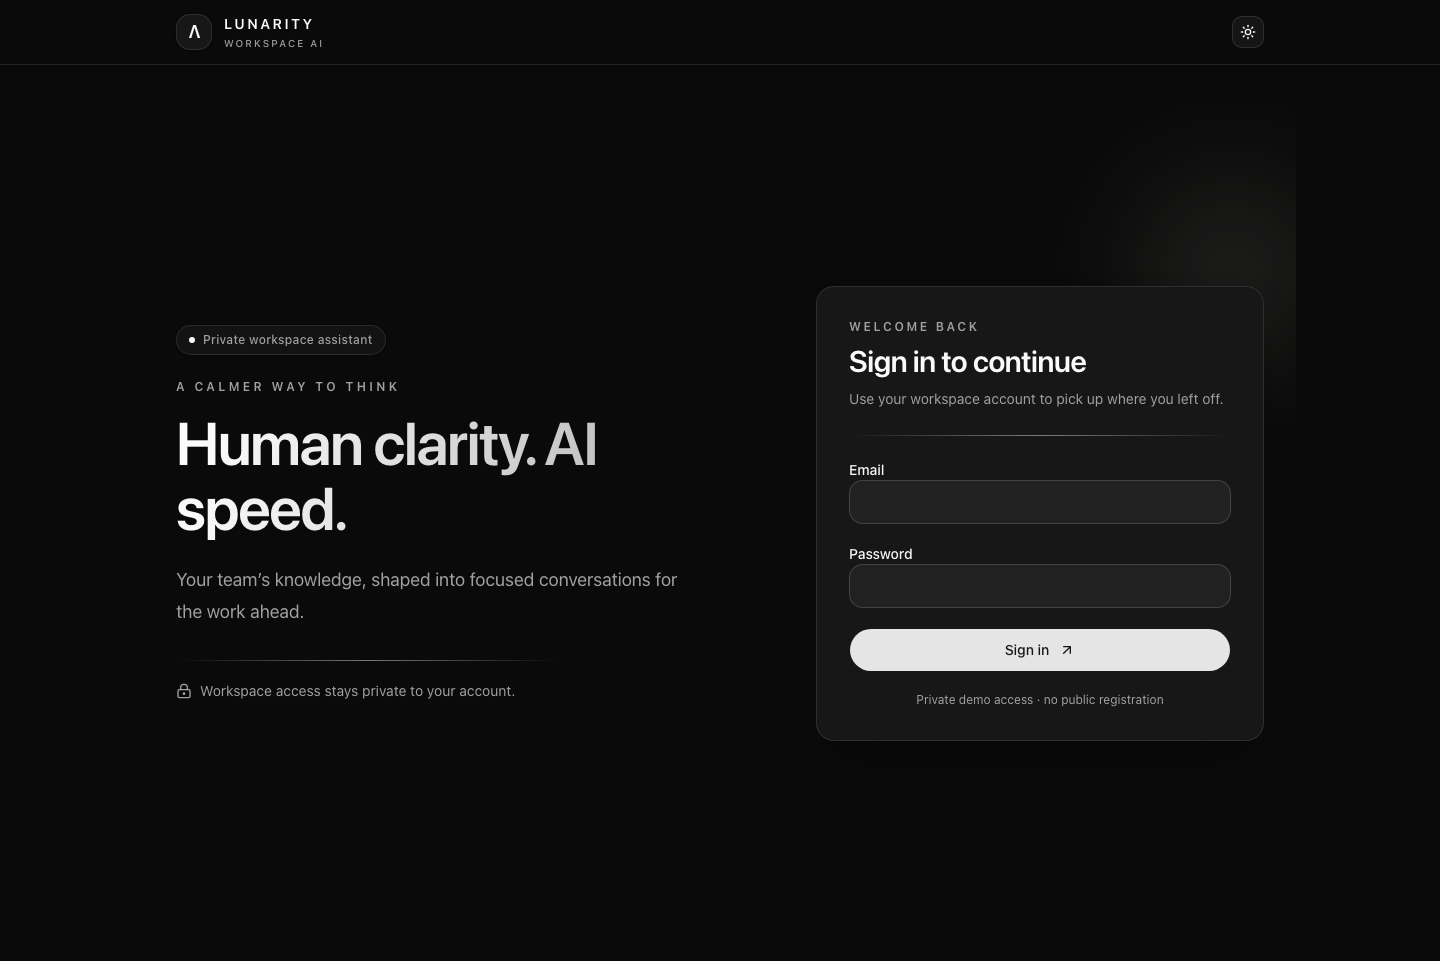 Λ
LUNARITY
WORKSPACE AI
Private workspace assistant
A CALMER WAY TO THINK
Human clarity. AI
speed.
Your team’s knowledge, shaped into focused conversations for
the work ahead.
Workspace access stays private to your account.
WELCOME BACK
Sign in to continue
Use your workspace account to pick up where you left off.
Email
Password
Sign in
Private demo access · no public registration